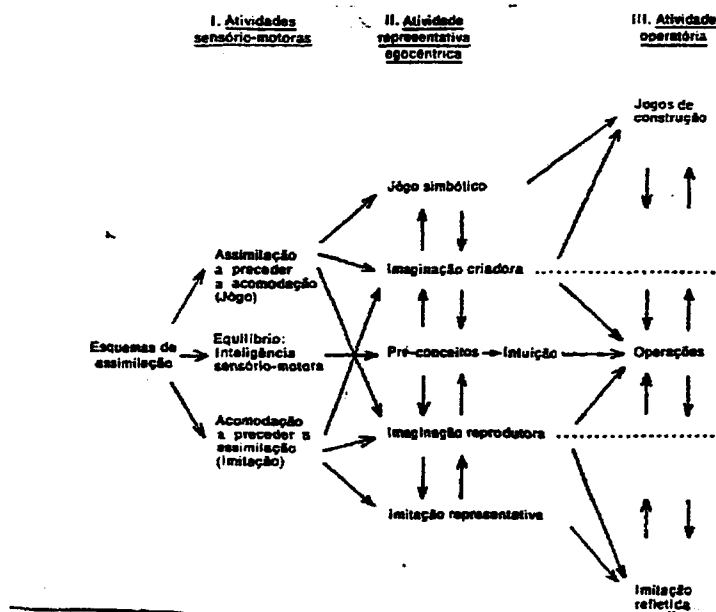 I. Atividades
sensório-motoras
II. Atividade
representativa
egocêntrica
III. Atividade
operatória
Jogos de
construção
Jôgo simbótico
Assimilação
a preceder
a acomodação
(Jôgo)
Imaginação criadora
Esquemas de
assimilação
Equilíbrio:
Inteligência
sensório-motora
Pré-conceitos
Intuição
Operações
Acomodação
a preceder a
assimilação
(Imitação)
Imaginação reprodutora
Imitação representativa
Imitação
refletida